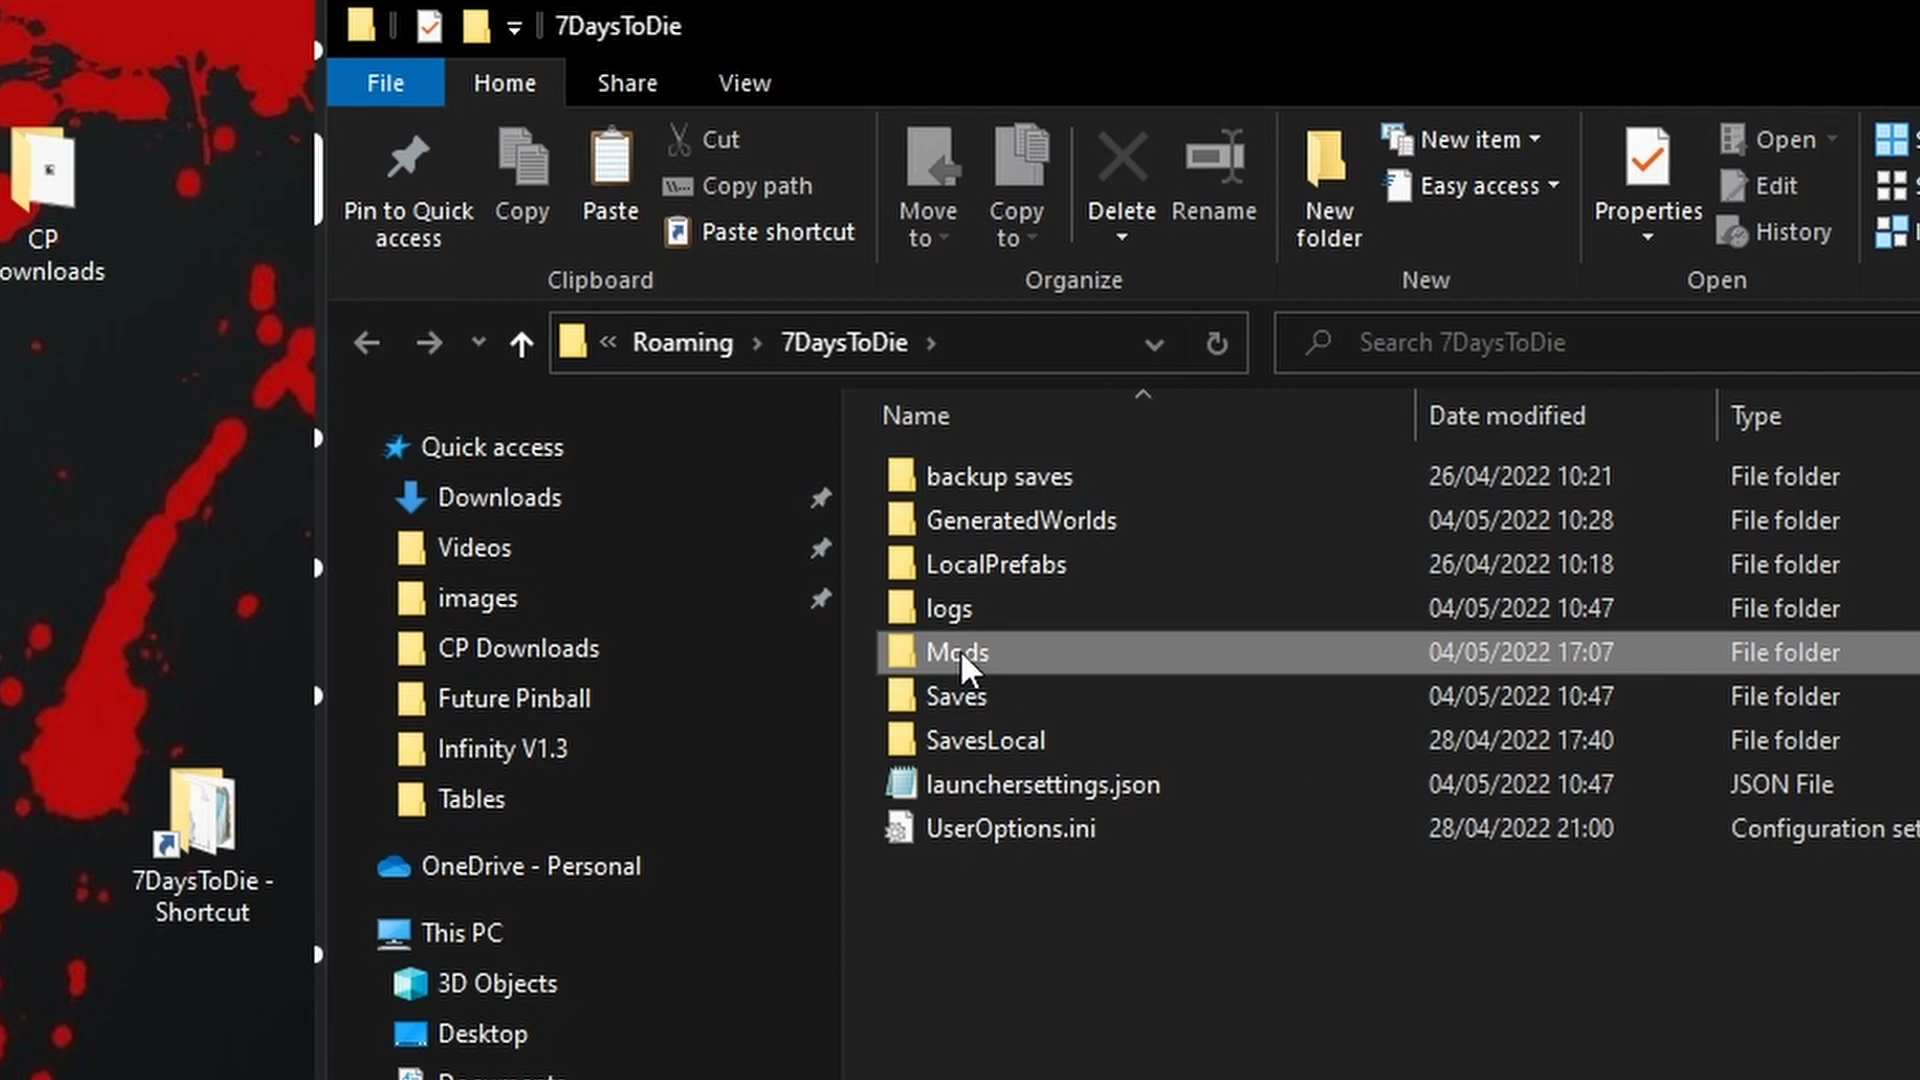 7DaysToDie
File
Home
Share
View
Pin to Quick
access
Copy
Paste
Cut
Copy path
Paste shortcut
Clipboard
Move
to
Copy
to
Delete
Rename
Organize
New
folder
New item
Easy access
New
Properties
Open
Edit
History
Open
« Roaming > 7DaysToDie >
Search 7DaysToDie
Name
Date modified
Type
Quick access
Downloads
Videos
images
CP Downloads
Future Pinball
Infinity V1.3
Tables
OneDrive - Personal
This PC
3D Objects
Desktop
backup saves 26/04/2022 10:21 File folder
GeneratedWorlds 04/05/2022 10:28 File folder
LocalPrefabs 26/04/2022 10:18 File folder
logs 04/05/2022 10:47 File folder
Mods 04/05/2022 17:07 File folder
Saves 04/05/2022 10:47 File folder
SavesLocal 28/04/2022 17:40 File folder
launchersettings.json 04/05/2022 10:47 JSON File
UserOptions.ini 28/04/2022 21:00 Configuration set
CP
ownloads
7DaysToDie -
Shortcut